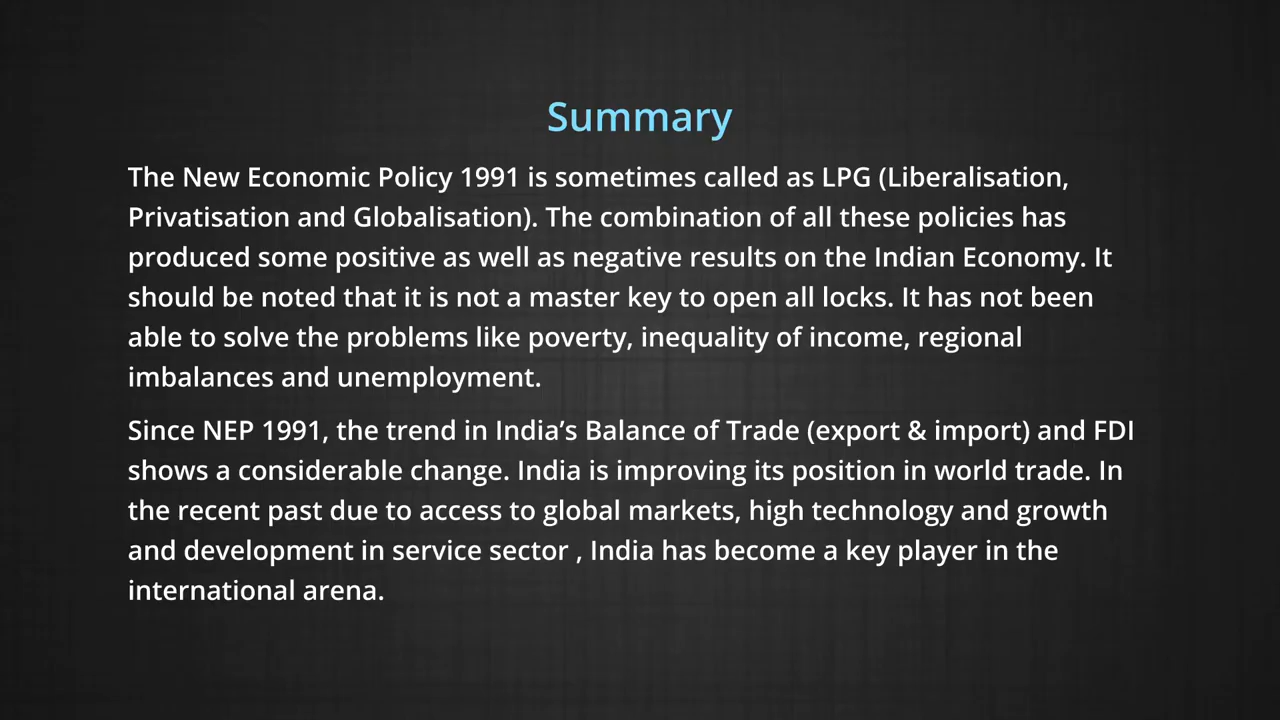 Summary
The New Economic Policy 1991 is sometimes called as LPG (Liberalisation,
Privatisation and Globalisation). The combination of all these policies has
produced some positive as well as negative results on the Indian Economy. It
should be noted that it is not a master key to open all locks. It has not been
able to solve the problems like poverty, inequality of income, regional
imbalances and unemployment.
Since NEP 1991, the trend in India’s Balance of Trade (export & import) and FDI
shows a considerable change. India is improving its position in world trade. In
the recent past due to access to global markets, high technology and growth
and development in service sector , India has become a key player in the
international arena.